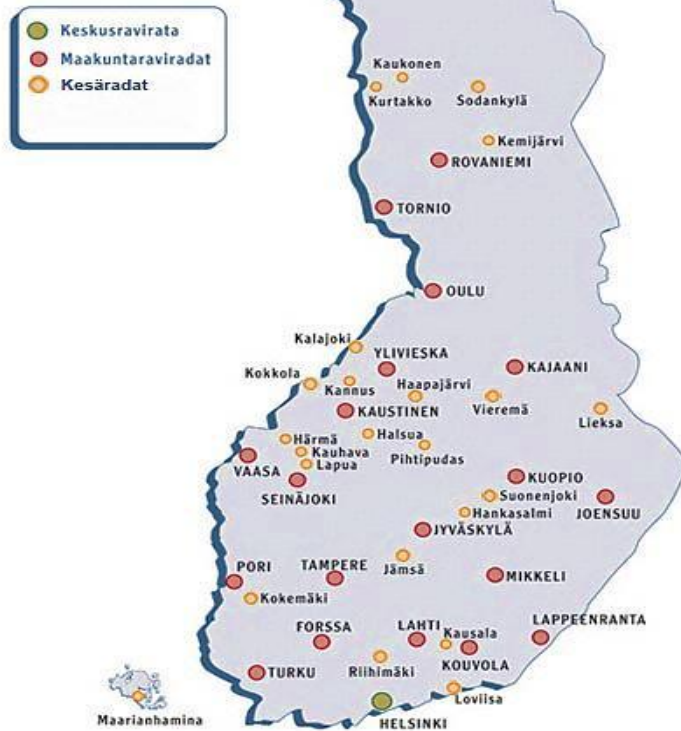 Keskusravirata
Maakuntaraviradat
Kesäradat
Kaukonen
Kurtakko
Sodankylä
Kemijärvi
ROVANIEMI
TORNIO
OULU
Kalajoki
YLIVIESKA
KAJAANI
Kokkola
Kannus
Haapajärvi
Vieremä
KAUSTINEN
Lieksa
Härmä
Halsua
Kauhava
Pihtipudas
VAASA
Lapua
KUOPIO
SEINÄJOKI
Suonenjoki
JOENSUU
Hankasalmi
JYVÄSKYLÄ
PORI
TAMPERE
Jämsä
MIKKELI
Kokemäki
FORSSA
LAHTI
Kausala
LAPPEENRANTA
TURKU
Riihimäki
KOUVOLA
Loviisa
Maarianhamina
HELSINKI